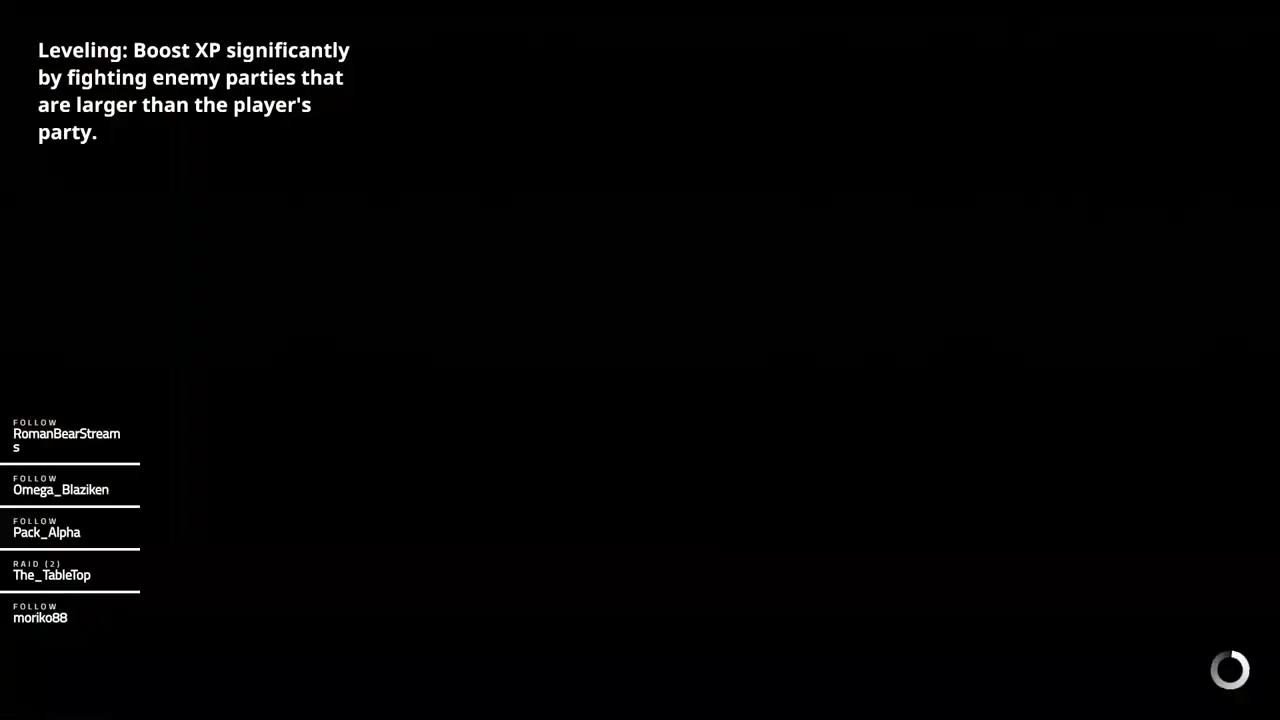 Leveling: Boost XP significantly
by fighting enemy parties that
are larger than the player's
party.
FOLLOW
RomanBearStream
s
FOLLOW
Omega_Blaziken
FOLLOW
Pack_Alpha
RAID (2)
The_TableTop
FOLLOW
moriko88